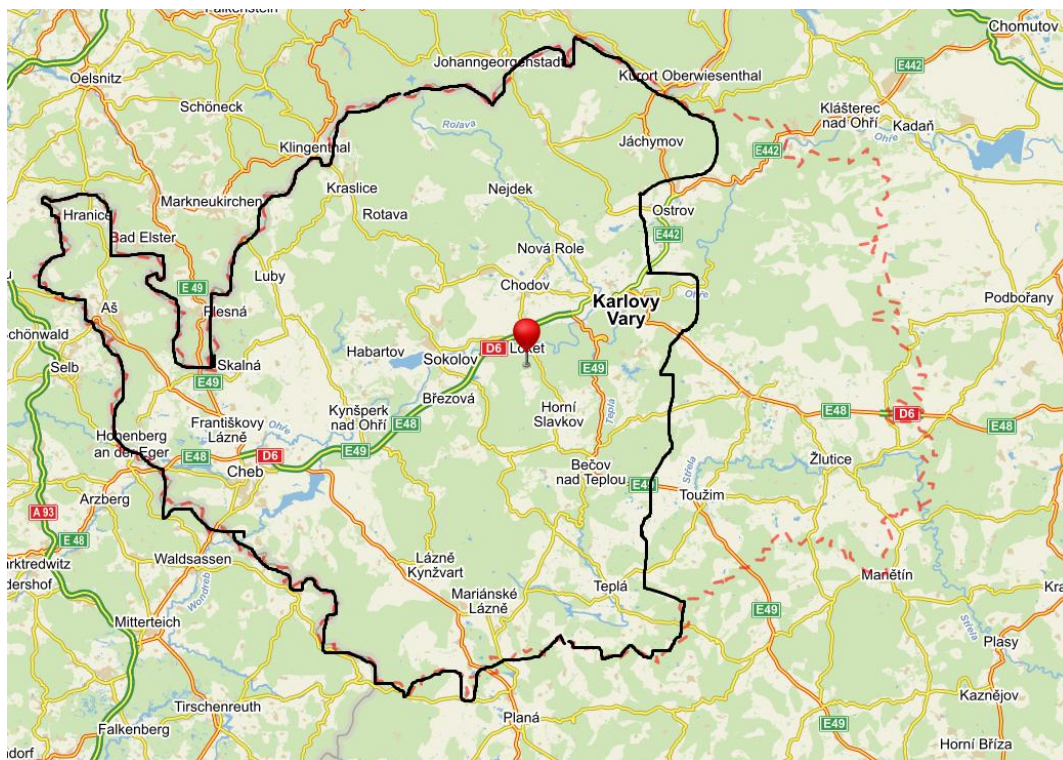 Falkenstein
Chomutov
Johanngeorgenstadt
Oelsnitz
Kurort Oberwiesenthal
E442
Schöneck
Klášterec
nad Ohří
Kadaň
Ohře
Rolava
Klingenthal
Jáchymov
E442
Kraslice
Nejdek
Markneukirchen
Rotava
Ostrov
Hranice
Bad Elster
E442
Nová Role
Luby
E 49
Chodov
Ohře
Podbořany
Karlovy
Vary
Aš
Plesná
Schönwald
Habartov
Sokolov
D6
Loket
Selb
Skalná
E49
E49
Březová
Kynšperk
nad Ohří
Horní
Slavkov
Teplá
E48
D6
E48
Františkovy
Lázně
Ohře
E48
Hohenberg
an der Eger
E49
E48
D6
Cheb
Bečov
nad Teplou
Střela
Žlutice
E49
Arzberg
Toužim
A 93
E 48
Marktredwitz
Waldsassen
Lázně
Kynžvart
Manětín
Wondreb
Mariánské
Lázně
Teplá
E49
Mitterteich
Střela
Plasy
Kaznějov
Tirschenreuth
Planá
E49
Falkenberg
Horní Bříza